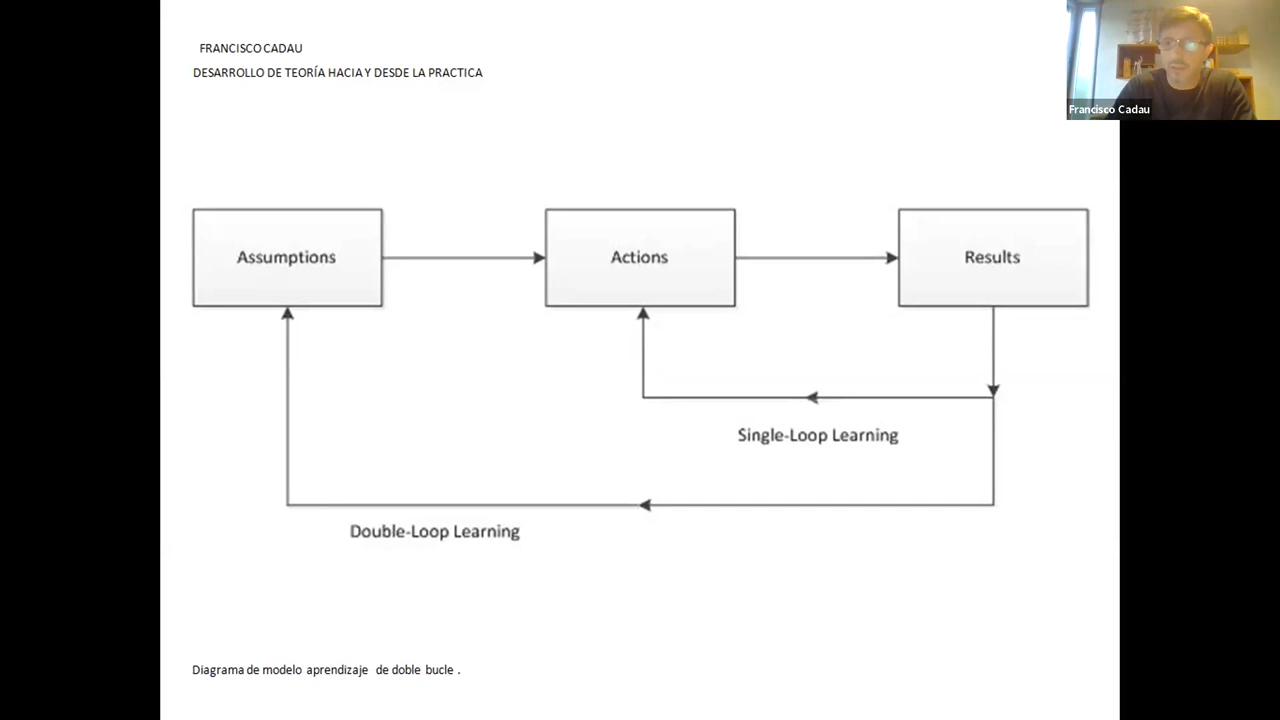 FRANCISCO CADAU
DESARROLLO DE TEORÍA HACIA Y DESDE LA PRACTICA
Francisco Cadau
Assumptions
Actions
Results
Single-Loop Learning
Double-Loop Learning
Diagrama de modelo aprendizaje de doble bucle .